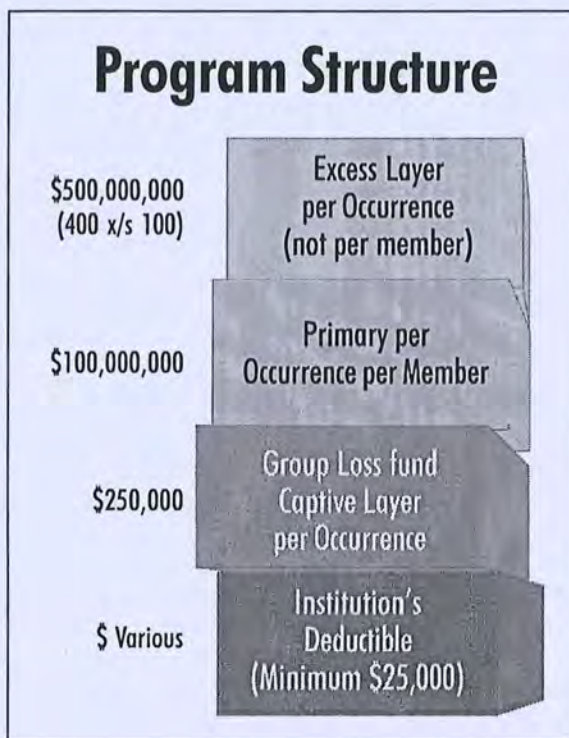 Program Structure
$500,000,000
(400 x/s 100)
Excess Layer
per Occurrence
(not per member)
$100,000,000
Primary per
Occurrence per Member
$250,000
Group Loss fund
Captive Layer
per Occurrence
$ Various
Institution's
Deductible
(Minimum $25,000)